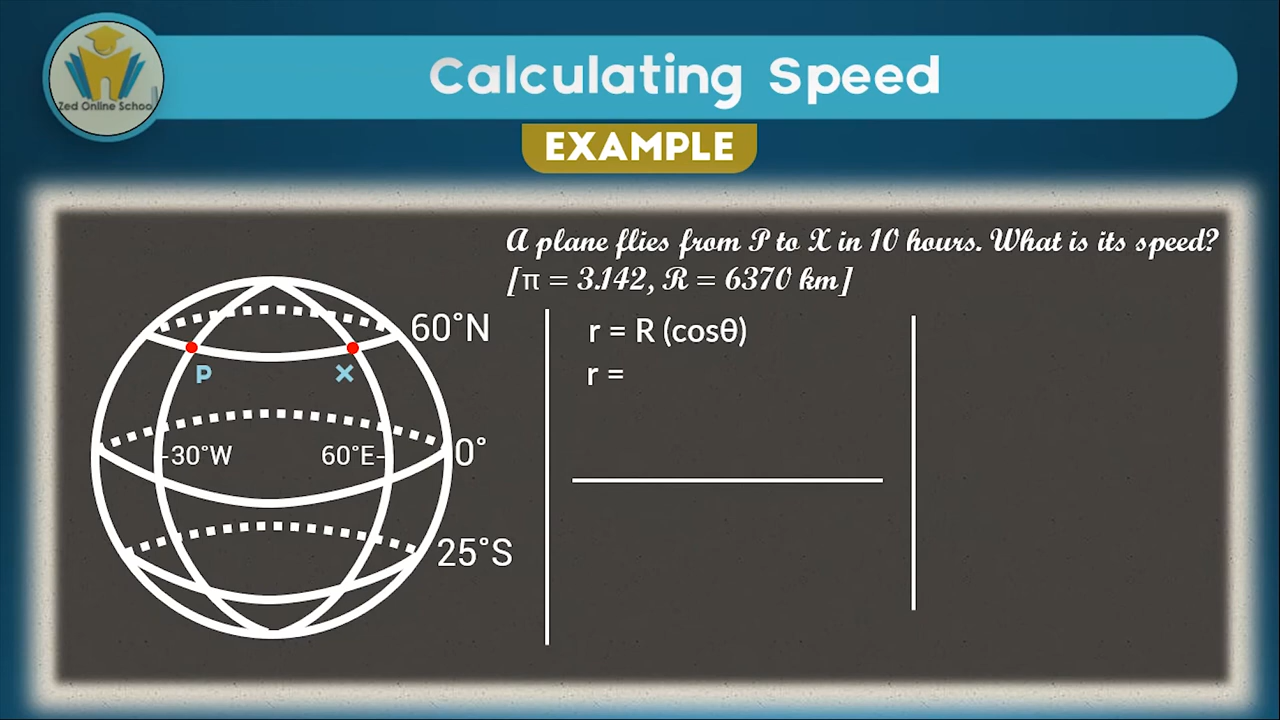 Zed Online School
Calculating Speed
EXAMPLE
A plane flies from P to X in 10 hours. What is its speed?
[π = 3.142, R = 6370 km]
r = R (cosθ)
r =
60°N
P
X
30°W
60°E
0°
25°S